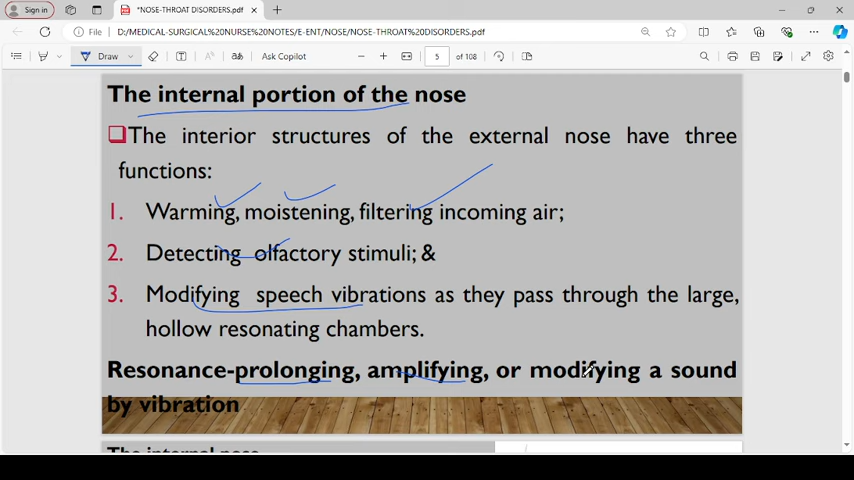 Sign in
*NOSE-THROAT DISORDERS.pdf
File
D:/MEDICAL-SURGICAL%20NURSE%20NOTES/E-ENT/NOSE/NOSE-THROAT%20DISORDERS.pdf
Draw
Ask Copilot
5 of 108
The internal portion of the nose
The interior structures of the external nose have three
functions:
1. Warming, moistening, filtering incoming air;
2. Detecting olfactory stimuli; &
3. Modifying speech vibrations as they pass through the large,
hollow resonating chambers.
Resonance-prolonging, amplifying, or modifying a sound
by vibration
The internal nose